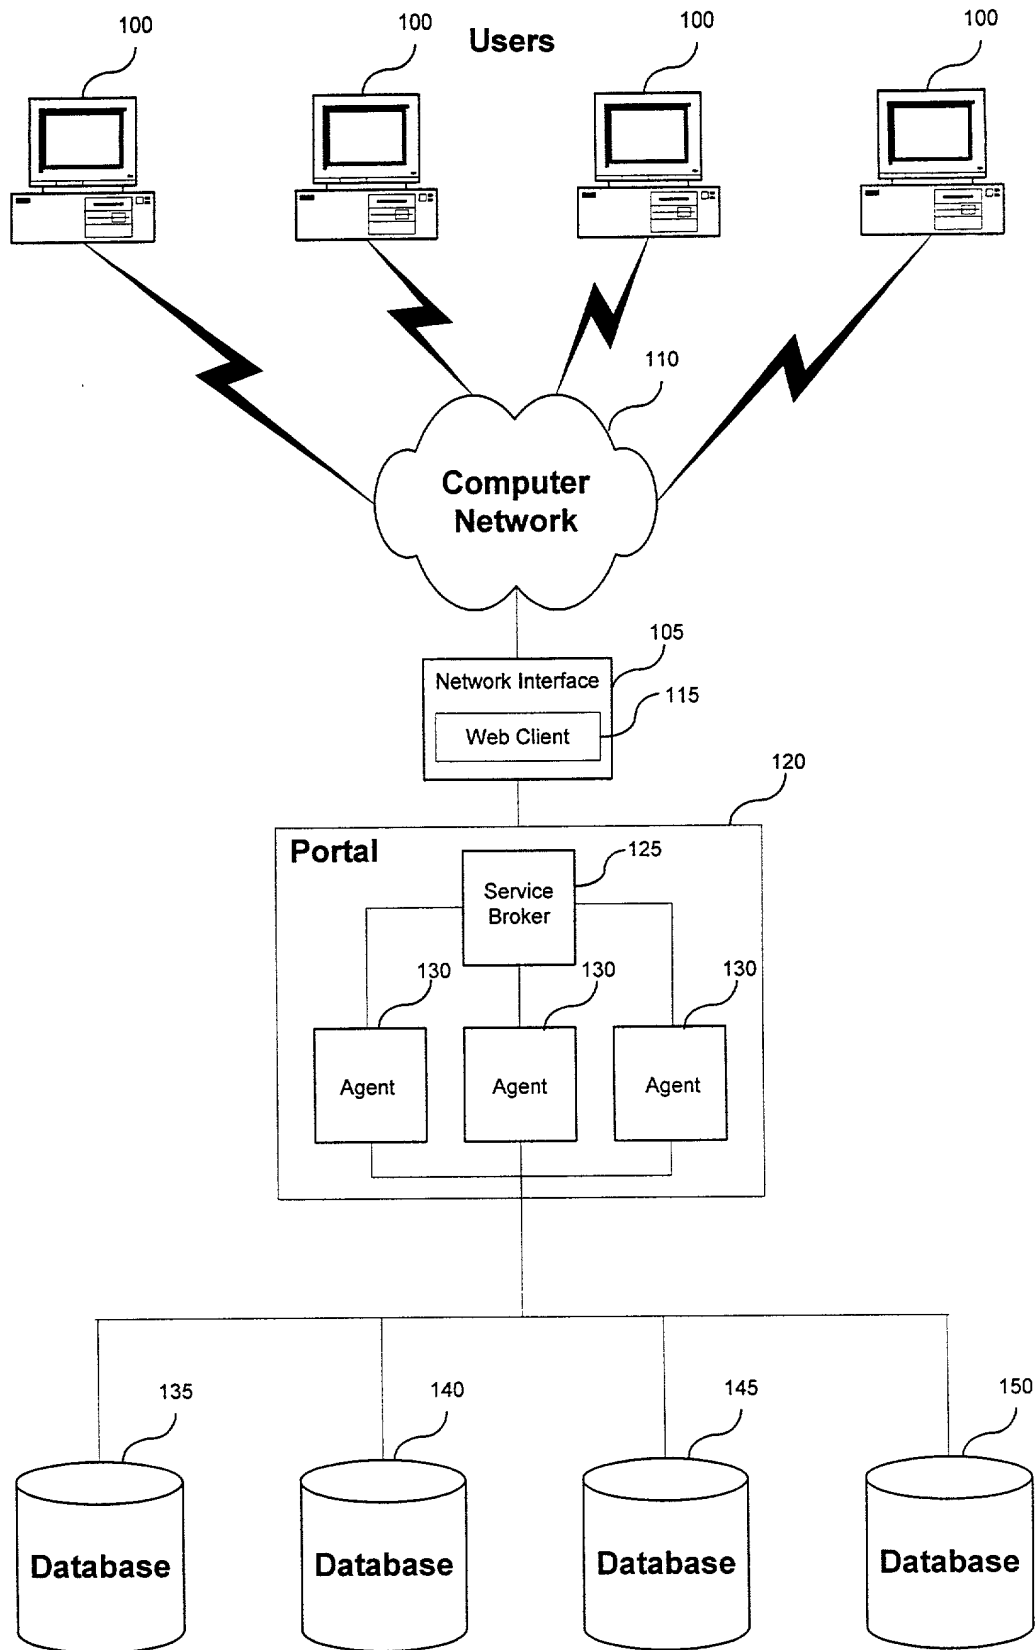 100
100
Users
100
100
110
Computer
Network
105
Network Interface
115
Web Client
120
Portal
125
Service
Broker
130
130
130
Agent
Agent
Agent
135
140
145
150
Database
Database
Database
Database